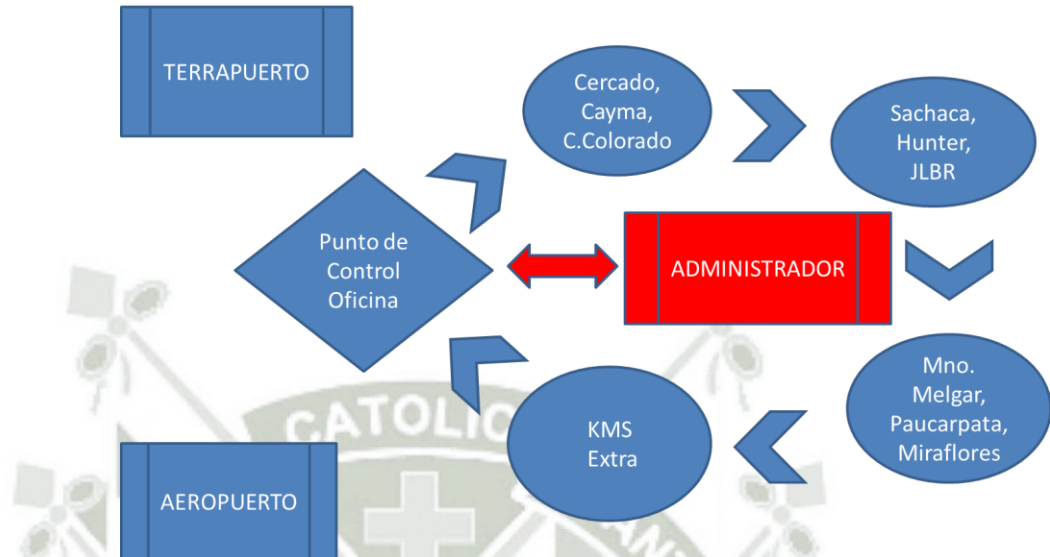 TERRAPUERTO
Cercado,
Cayma,
C.Colorado
Sachaca,
Hunter,
JLBR
Punto de
Control
Oficina
ADMINISTRADOR
Mno.
Melgar,
Paucarpata,
Miraflores
KMS
Extra
AEROPUERTO